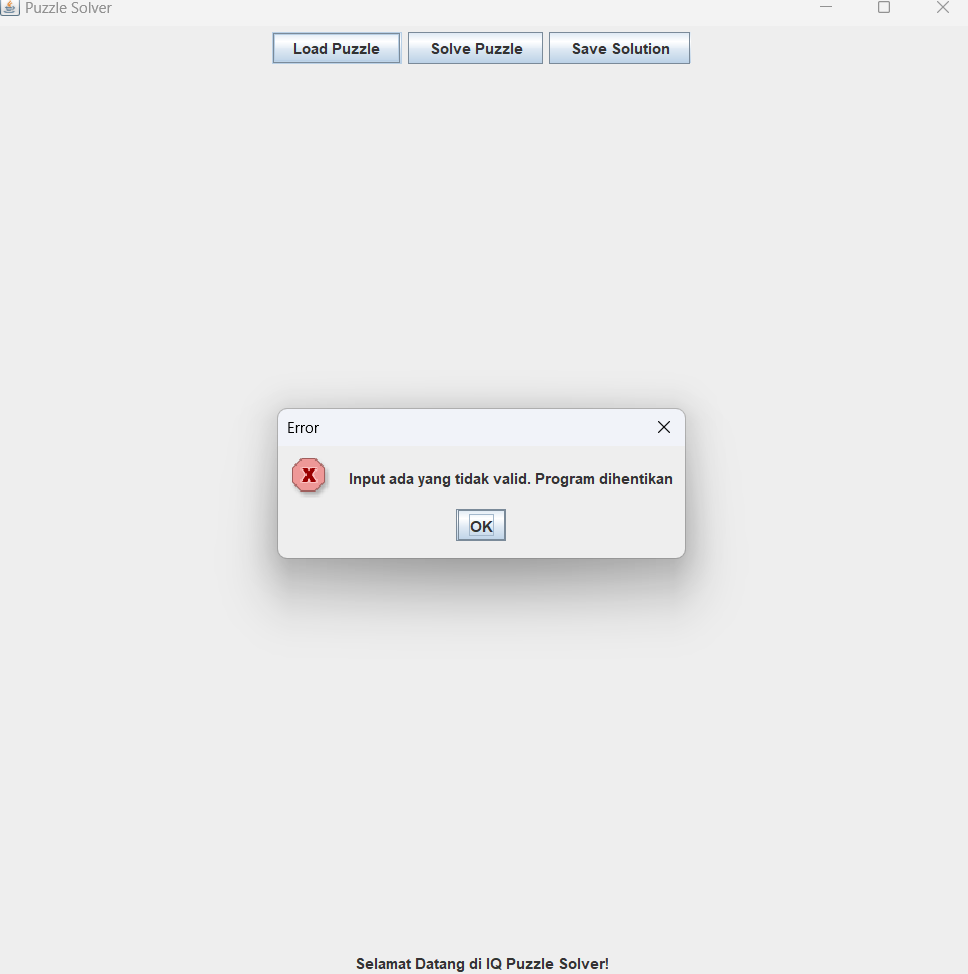 Puzzle Solver
Load Puzzle Solve Puzzle Save Solution
Error
X Input ada yang tidak valid. Program dihentikan
OK
Selamat Datang di IQ Puzzle Solver!